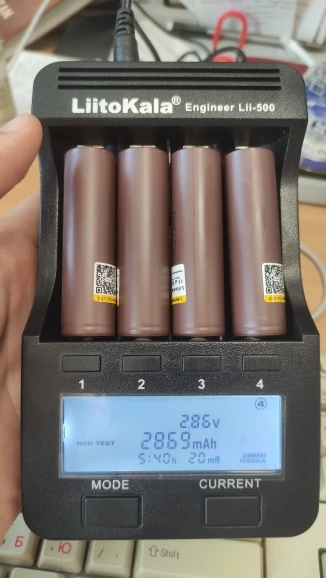 LiitoKala® Engineer Lii-500
1 2 3 4
④
2.86v
NOR TEST 2869mAh
5:40h 20mR CURRENT 1000mA
MODE CURRENT
Б Ю / ⇧ Shift